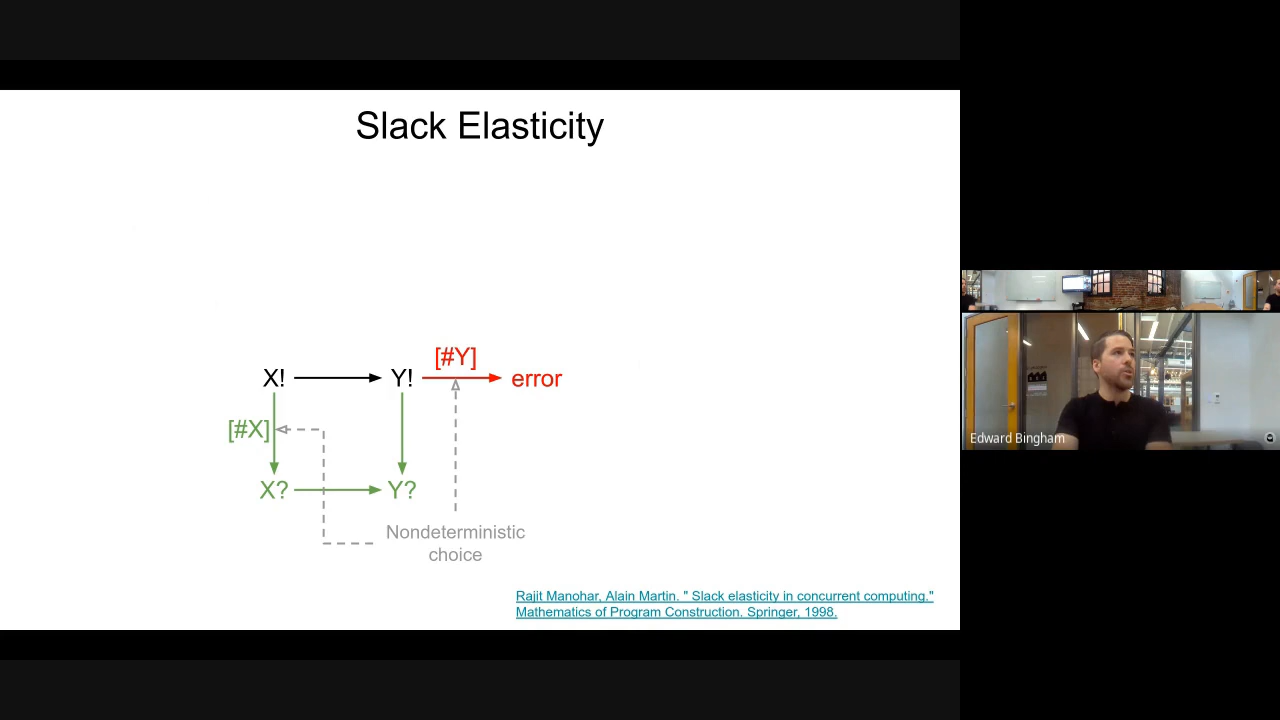 Slack Elasticity
[#Y]
X!
Y!
error
[#X]
X?
Y?
Nondeterministic
choice
Rajit Manohar, Alain Martin. " Slack elasticity in concurrent computing."
Mathematics of Program Construction. Springer, 1998.
Edward Bingham